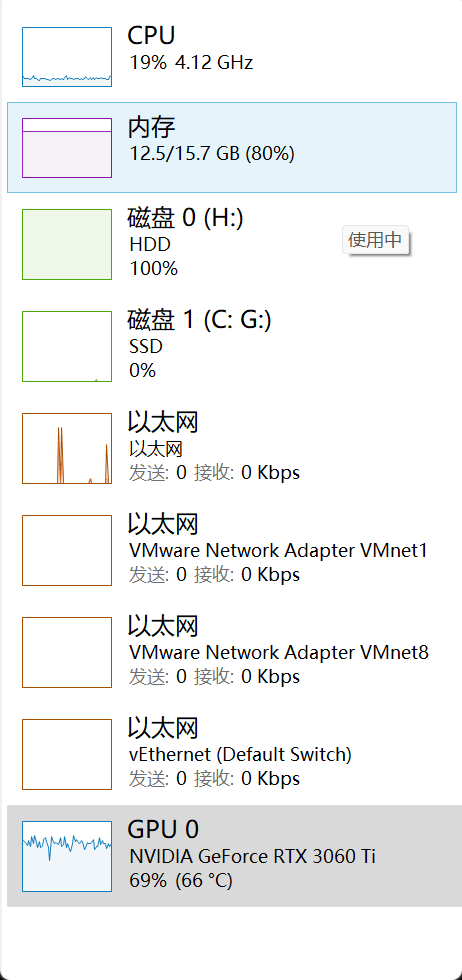 CPU
19% 4.12 GHz
内存
12.5/15.7 GB (80%)
磁盘 0 (H:)
HDD
使用中
100%
磁盘 1 (C: G:)
SSD
0%
以太网
以太网
发送: 0 接收: 0 Kbps
以太网
VMware Network Adapter VMnet1
发送: 0 接收: 0 Kbps
以太网
VMware Network Adapter VMnet8
发送: 0 接收: 0 Kbps
以太网
vEthernet (Default Switch)
发送: 0 接收: 0 Kbps
GPU 0
NVIDIA GeForce RTX 3060 Ti
69% (66 °C)